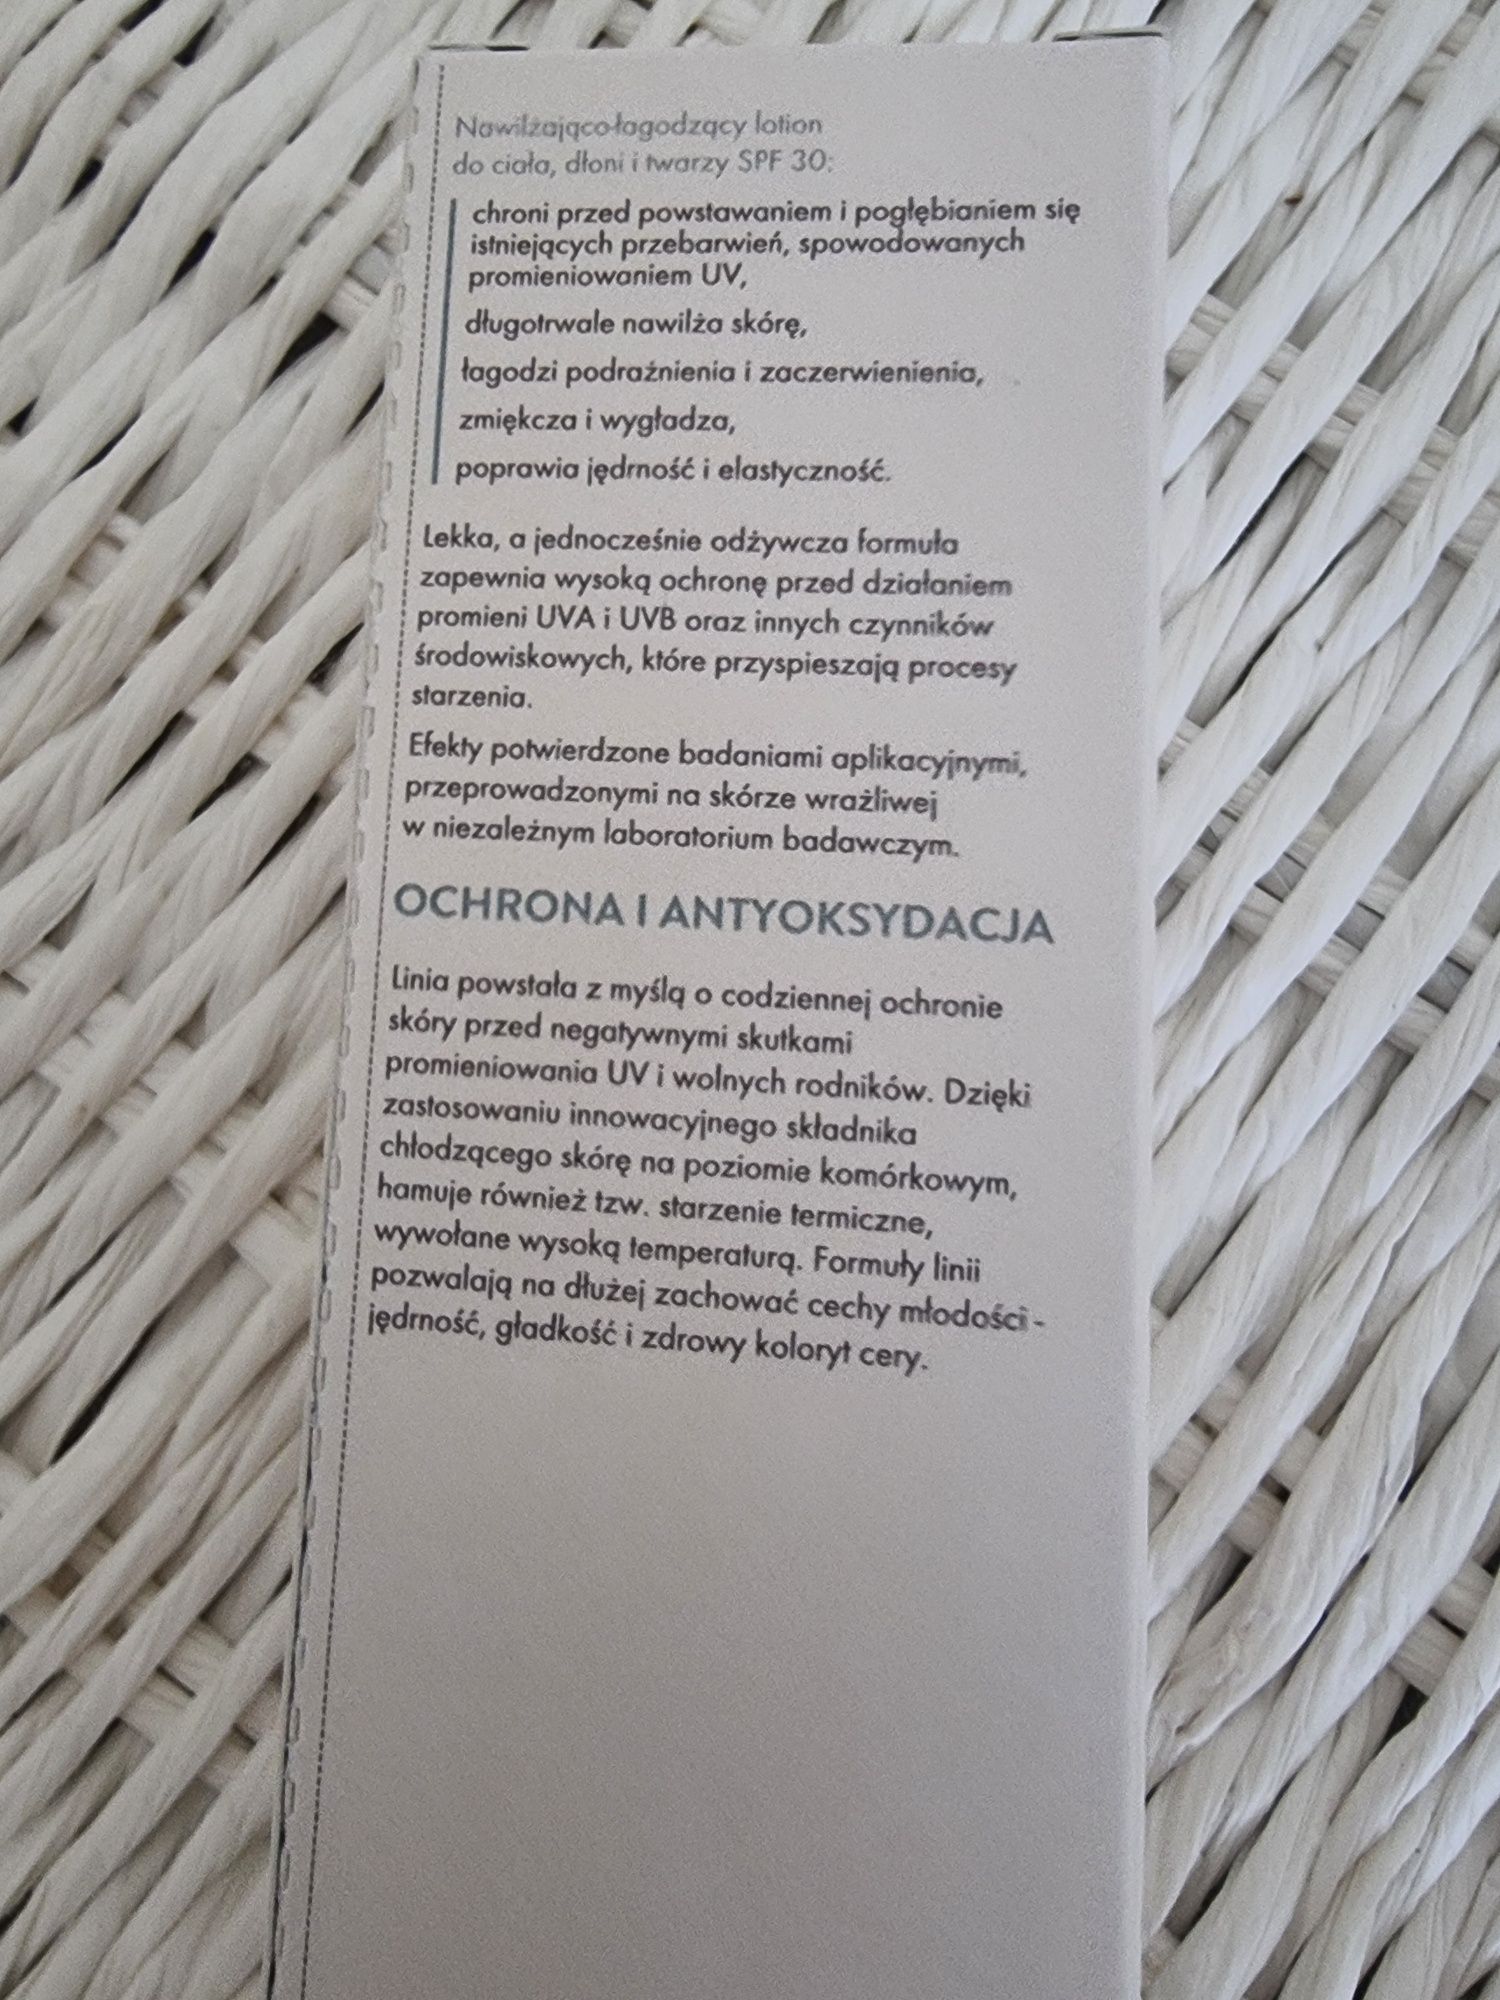 Nawilżająco-łagodzący lotion
do ciała, dłoni i twarzy SPF 30:
chroni przed powstawaniem i pogłębianiem się
istniejących przebarwień, spowodowanych
promieniowaniem UV,
długotrwale nawilża skórę,
łagodzi podrażnienia i zaczerwienienia,
zmiękcza i wygładza,
poprawia jędrność i elastyczność.
Lekka, a jednocześnie odżywcza formuła
zapewnia wysoką ochronę przed działaniem
promieni UVA i UVB oraz innych czynników
środowiskowych, które przyspieszają procesy
starzenia.
Efekty potwierdzone badaniami aplikacyjnymi,
przeprowadzonymi na skórze wrażliwej
w niezależnym laboratorium badawczym.
OCHRONA I ANTYOKSYDACJA
Linia powstała z myślą o codziennej ochronie
skóry przed negatywnymi skutkami
promieniowania UV i wolnych rodników. Dzięki
zastosowaniu innowacyjnego składnika
chłodzącego skórę na poziomie komórkowym,
hamuje również tzw. starzenie termiczne,
wywołane wysoką temperaturą. Formuły linii
pozwalają na dłużej zachować cechy młodości -
jędrność, gładkość i zdrowy koloryt cery.